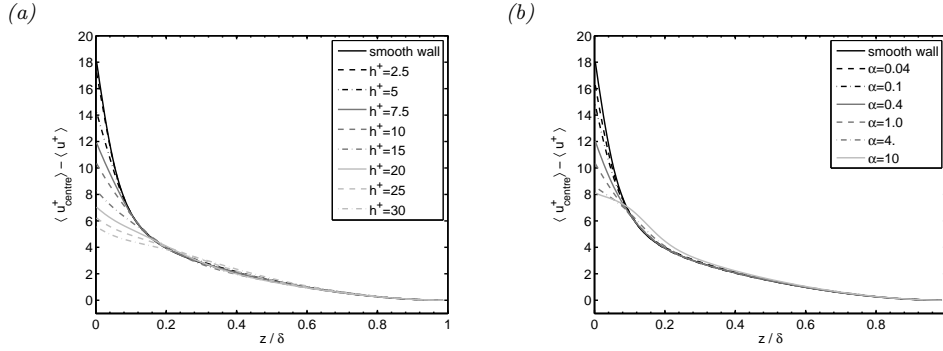 (a)
20
18
16
14
12
10
8
6
4
2
0
⟨ u⁺centre⟩ – ⟨ u⁺ ⟩
0
0.2
0.4
0.6
0.8
1
z / δ
smooth wall
h⁺=2.5
h⁺=5
h⁺=7.5
h⁺=10
h⁺=15
h⁺=20
h⁺=25
h⁺=30
(b)
20
18
16
14
12
10
8
6
4
2
0
⟨ u⁺centre⟩ – ⟨ u⁺ ⟩
0
0.2
0.4
0.6
0.8
z / δ
smooth wall
α=0.04
α=0.1
α=0.4
α=1.0
α=4.
α=10